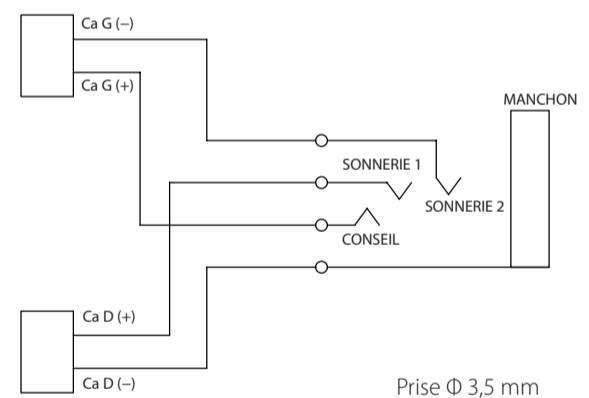 Ca G (–)
Ca G (+)
MANCHON
SONNERIE 1
SONNERIE 2
CONSEIL
Ca D (+)
Ca D (–)
Prise Φ 3,5 mm